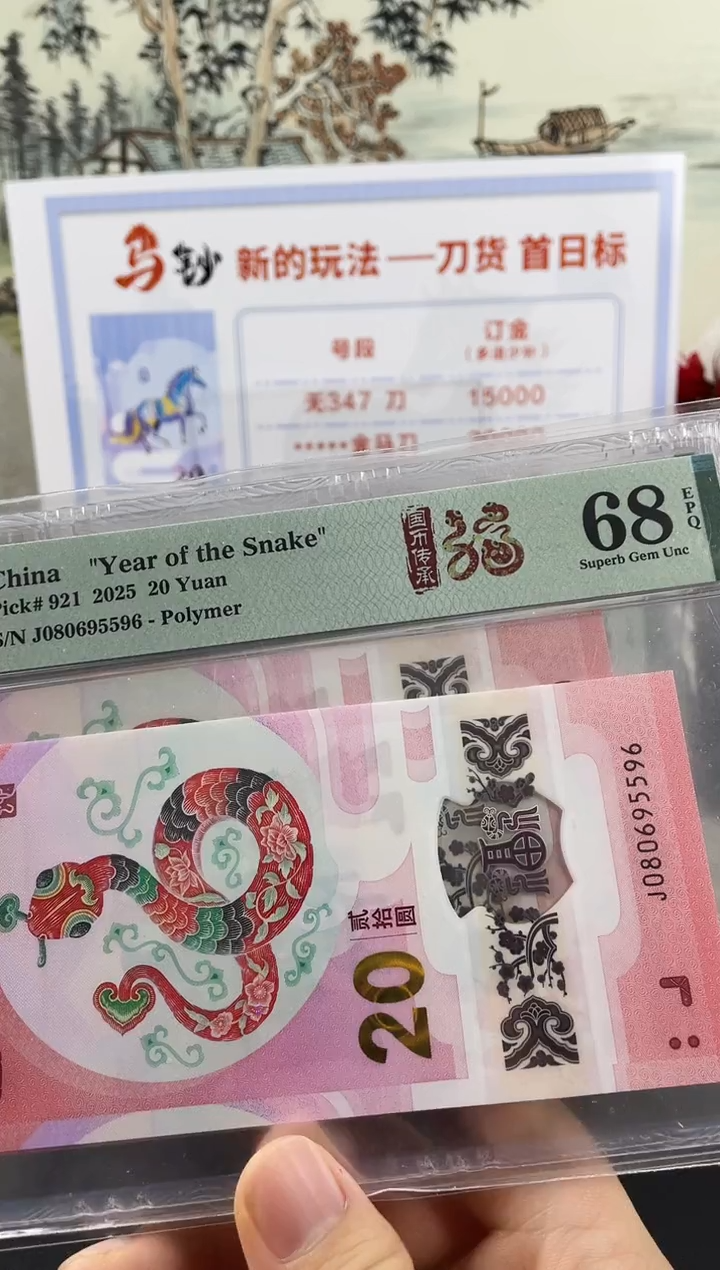 马钞 新的玩法——刀货 首日标
号段 订金
无347 刀 15000
China "Year of the Snake"
Pick# 921 2025 20 Yuan
S/N J080695596 - Polymer
国币传承
福
68 EPQ
Superb Gem Unc
J080695596
贰拾圆
20